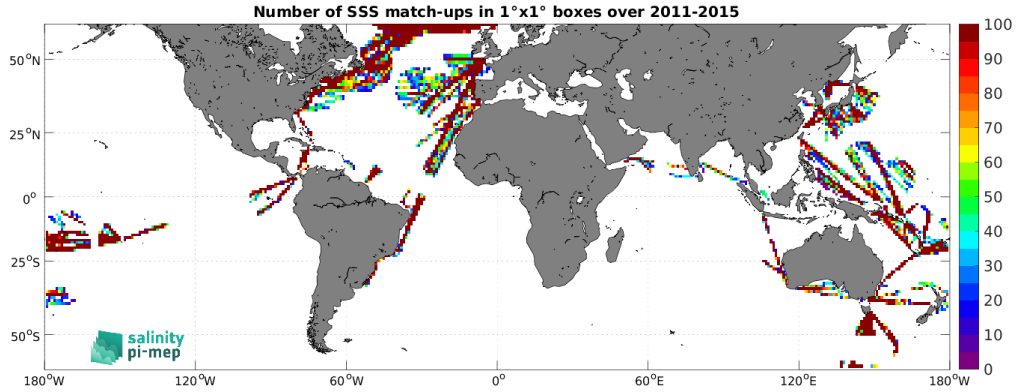 Number of SSS match-ups in 1°x1° boxes over 2011-2015
100
90
80
70
60
50
40
30
20
10
0
50°N
25°N
0°
25°S
50°S
salinity
pi-mep
180°W
120°W
60°W
0°
60°E
120°E
180°W